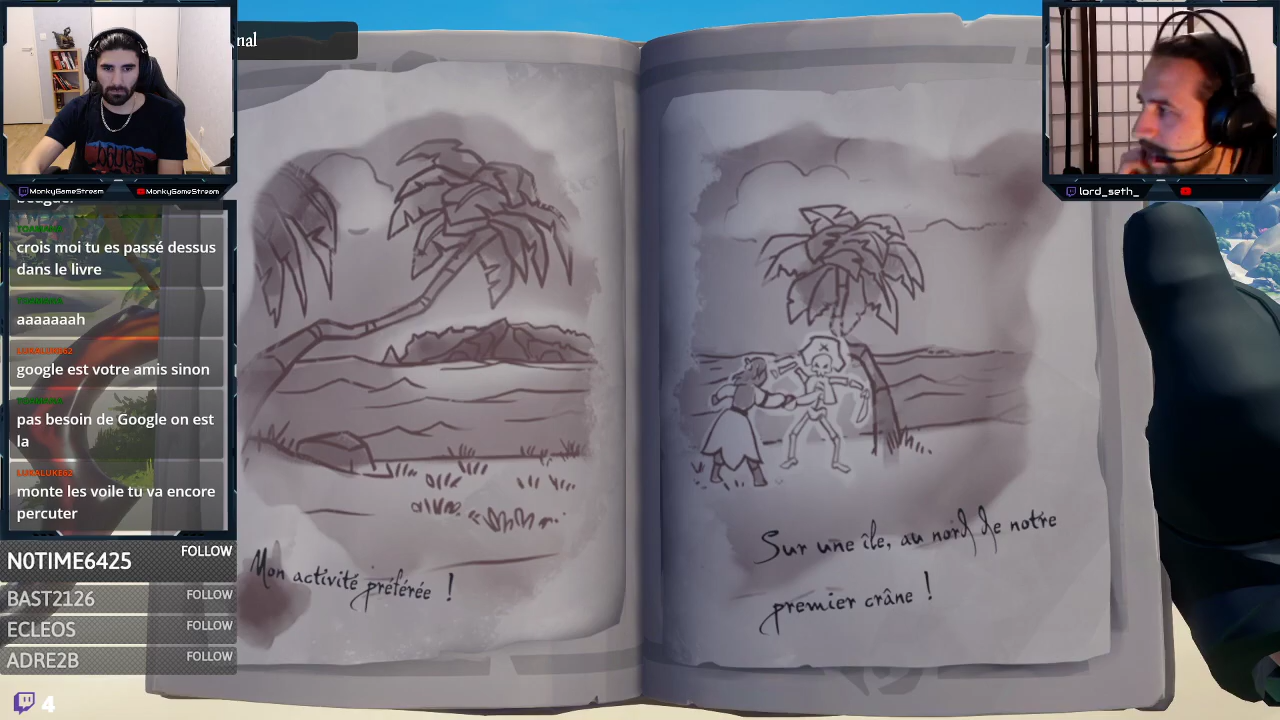 nal
MonkyGameStream
MonkyGameStream
lord_seth_
crois moi tu es passé dessus
dans le livre
aaaaaaah
LUKALUKE62
google est votre amis sinon
pas besoin de Google on est
la
LUKALUKE62
monte les voile tu va encore
percuter
N0TIME6425 FOLLOW
BAST2126 FOLLOW
ECLEOS FOLLOW
ADRE2B FOLLOW
4
Mon activité préférée !
Sur une île, au nord de notre
premier crâne !